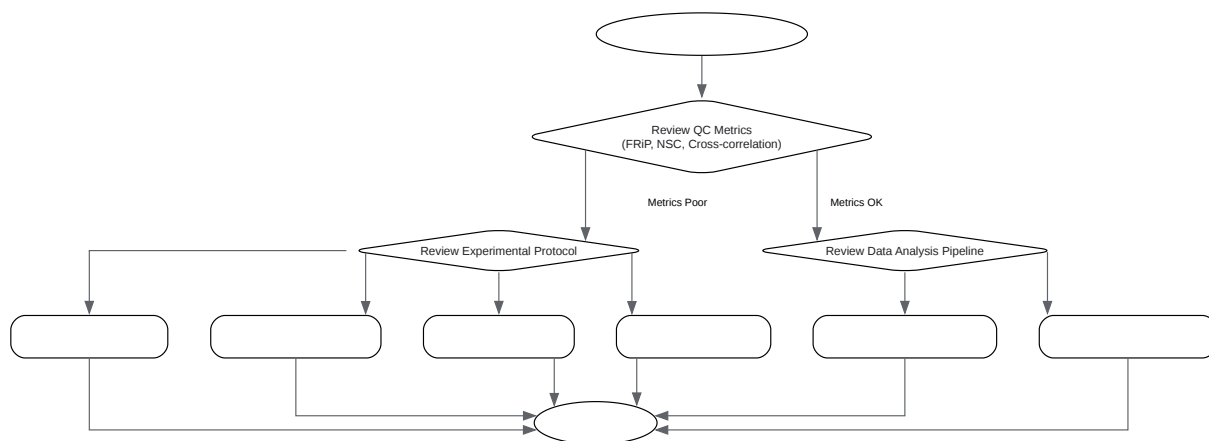 Review QC Metrics
(FRiP, NSC, Cross-correlation)
Metrics Poor
Metrics OK
Review Experimental Protocol
Review Data Analysis Pipeline